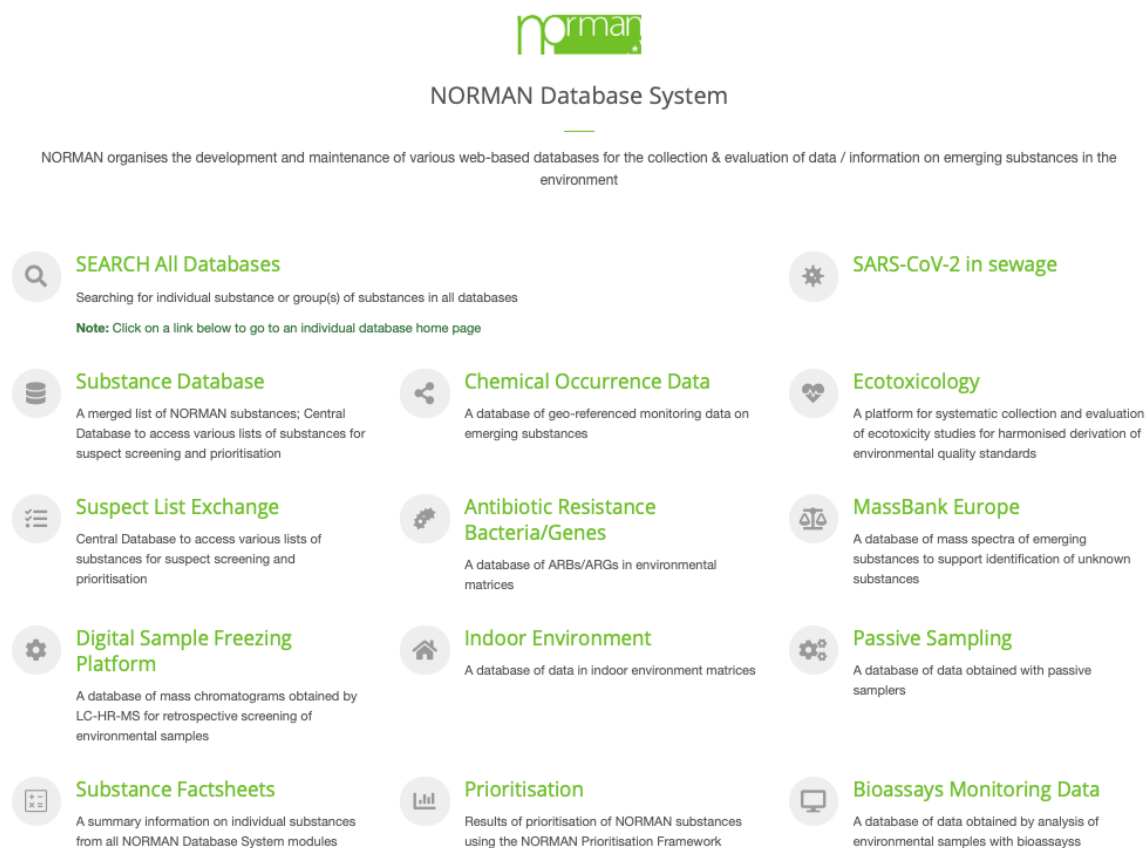 norman
NORMAN Database System
NORMAN organises the development and maintenance of various web-based databases for the collection & evaluation of data / information on emerging substances in the
environment
SEARCH All Databases
Searching for individual substance or group(s) of substances in all databases
Note: Click on a link below to go to an individual database home page
SARS-CoV-2 in sewage
Substance Database
A merged list of NORMAN substances; Central
Database to access various lists of substances for
suspect screening and prioritisation
Chemical Occurrence Data
A database of geo-referenced monitoring data on
emerging substances
Ecotoxicology
A platform for systematic collection and evaluation
of ecotoxicity studies for harmonised derivation of
environmental quality standards
Suspect List Exchange
Central Database to access various lists of
substances for suspect screening and
prioritisation
Antibiotic Resistance
Bacteria/Genes
A database of ARBs/ARGs in environmental
matrices
MassBank Europe
A database of mass spectra of emerging
substances to support identification of unknown
substances
Digital Sample Freezing
Platform
A database of mass chromatograms obtained by
LC-HR-MS for retrospective screening of
environmental samples
Indoor Environment
A database of data in indoor environment matrices
Passive Sampling
A database of data obtained with passive
samplers
Substance Factsheets
A summary information on individual substances
from all NORMAN Database System modules
Prioritisation
Results of prioritisation of NORMAN substances
using the NORMAN Prioritisation Framework
Bioassays Monitoring Data
A database of data obtained by analysis of
environmental samples with bioassayss